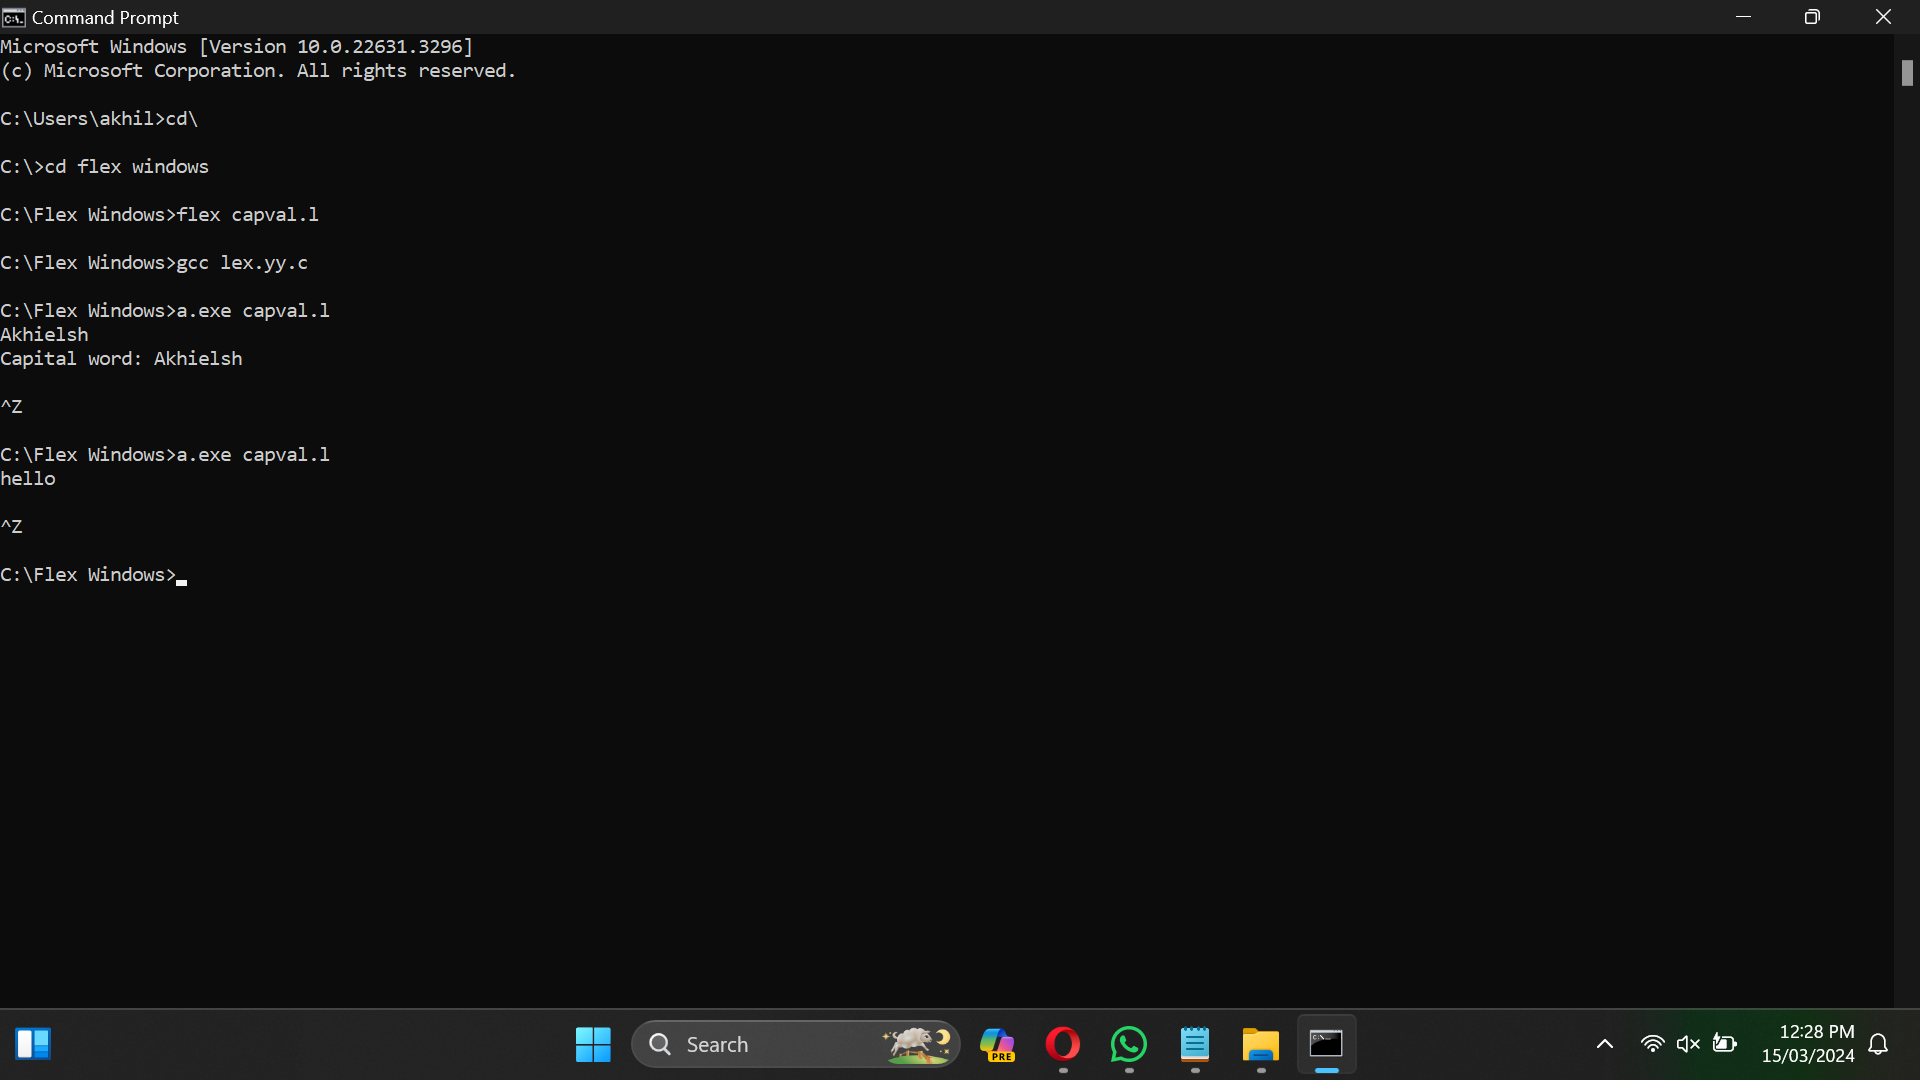 Command Prompt
Microsoft Windows [Version 10.0.22631.3296]
(c) Microsoft Corporation. All rights reserved.
C:\Users\akhil>cd\
C:\>cd flex windows
C:\Flex Windows>flex capval.l
C:\Flex Windows>gcc lex.yy.c
C:\Flex Windows>a.exe capval.l
Akhielsh
Capital word: Akhielsh
^Z
C:\Flex Windows>a.exe capval.l
hello
^Z
C:\Flex Windows>
Search
PRE
12:28 PM
15/03/2024